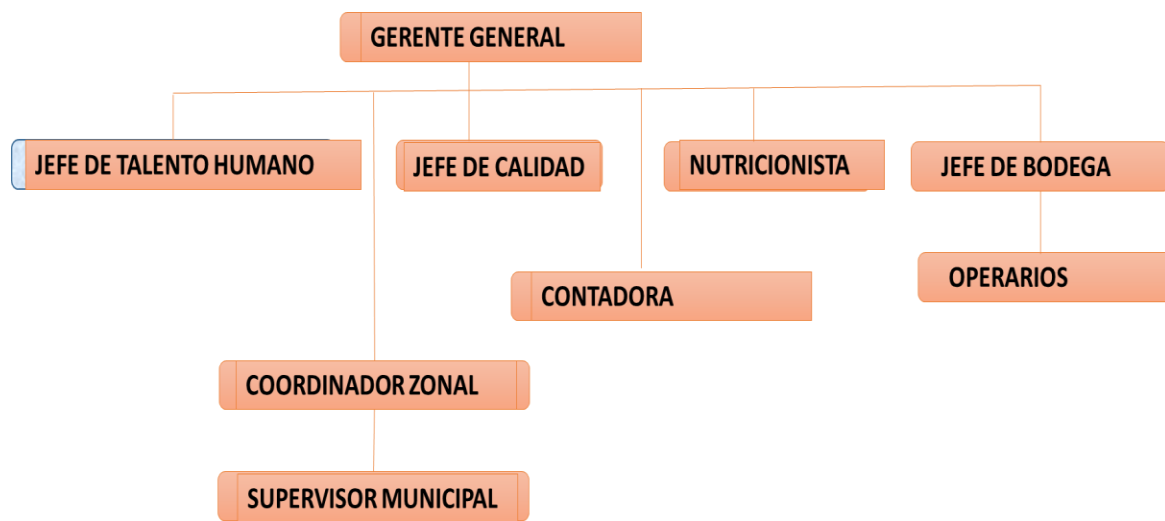 GERENTE GENERAL
JEFE DE TALENTO HUMANO
JEFE DE CALIDAD
NUTRICIONISTA
JEFE DE BODEGA
CONTADORA
OPERARIOS
COORDINADOR ZONAL
SUPERVISOR MUNICIPAL